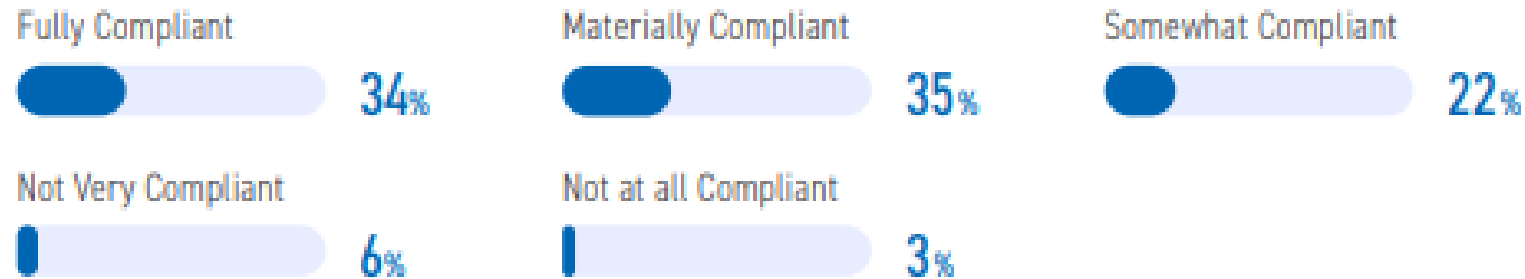 Fully Compliant
34%
Materially Compliant
35%
Somewhat Compliant
22%
Not Very Compliant
6%
Not at all Compliant
3%